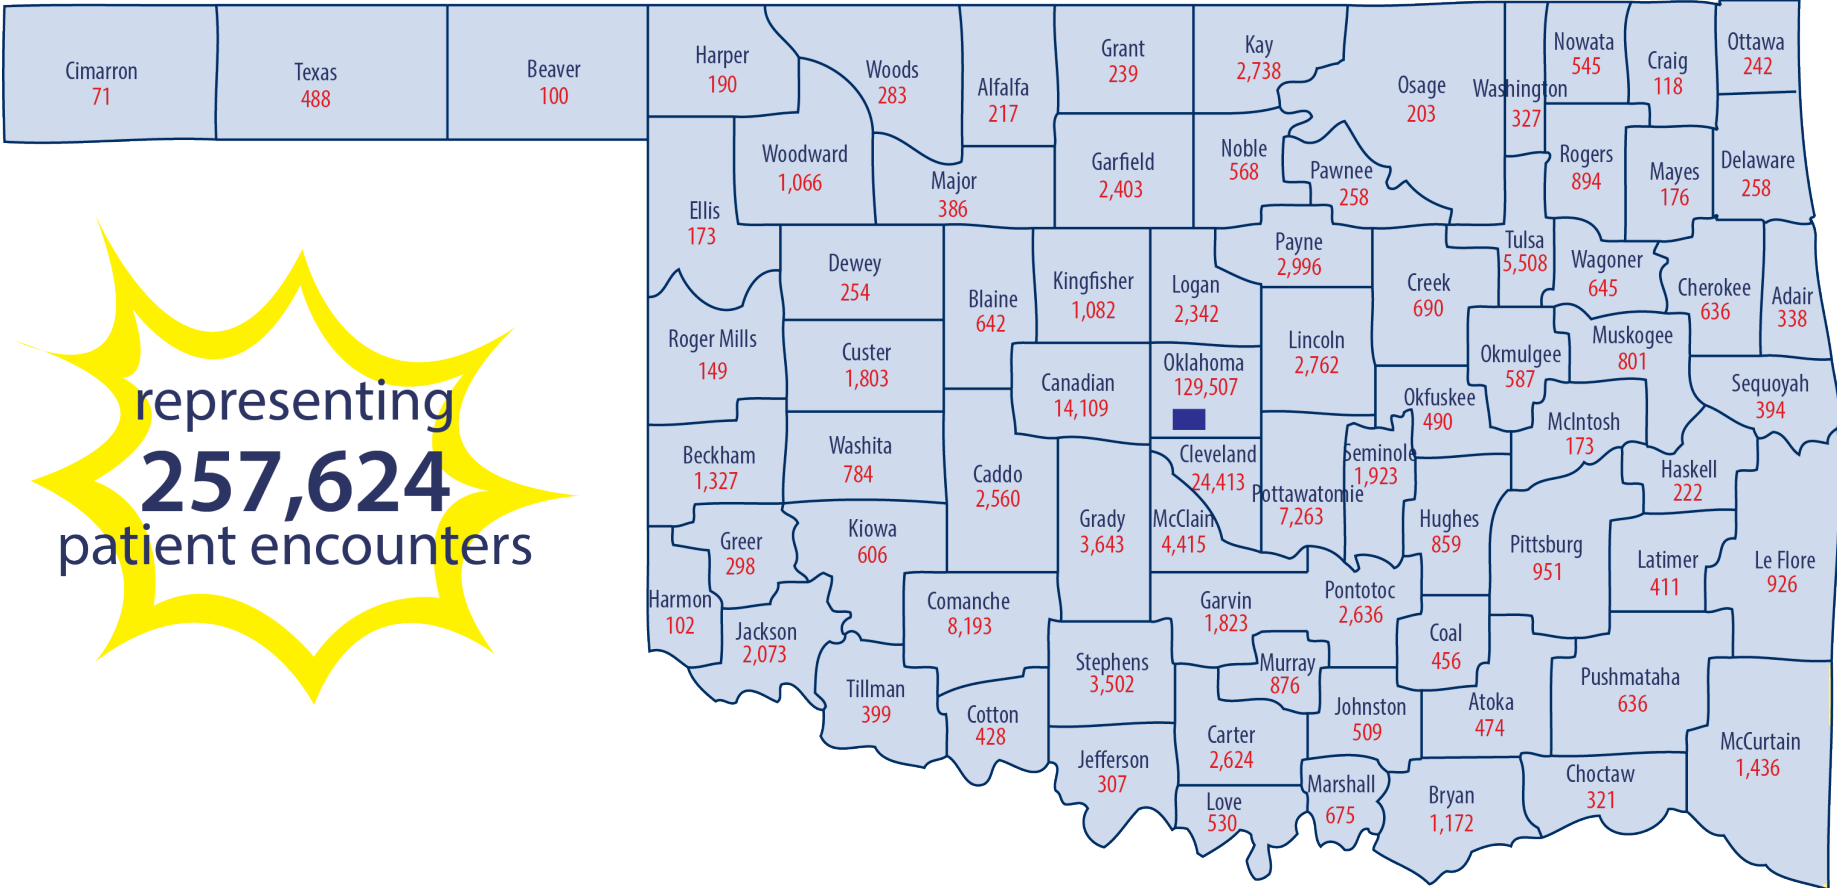 Cimarron
71
Texas
488
Beaver
100
Harper
190
Woods
283
Alfalfa
217
Grant
239
Kay
2,738
Osage
203
Washington
327
Nowata
545
Craig
118
Ottawa
242
Ellis
173
Woodward
1,066
Major
386
Garfield
2,403
Noble
568
Pawnee
258
Rogers
894
Mayes
176
Delaware
258
Dewey
254
Blaine
642
Kingfisher
1,082
Logan
2,342
Payne
2,996
Creek
690
Tulsa
5,508
Wagoner
645
Cherokee
636
Adair
338
Roger Mills
149
Custer
1,803
Canadian
14,109
Oklahoma
129,507
Lincoln
2,762
Okfuskee
490
Okmulgee
587
Muskogee
801
McIntosh
173
Sequoyah
394
representing
257,624
patient encounters
Beckham
1,327
Washita
784
Caddo
2,560
Grady
3,643
Cleveland
24,413
McClain
4,415
Pottawatomie
7,263
Seminole
1,923
Hughes
859
Pittsburg
951
Haskell
222
Latimer
411
Le Flore
926
Greer
298
Kiowa
606
Harmon
102
Jackson
2,073
Comanche
8,193
Tillman
399
Cotton
428
Stephens
3,502
Garvin
1,823
Murray
876
Pontotoc
2,636
Coal
456
Johnston
509
Atoka
474
Pushmataha
636
McCurtain
1,436
Jefferson
307
Carter
2,624
Love
530
Marshall
675
Bryan
1,172
Choctaw
321